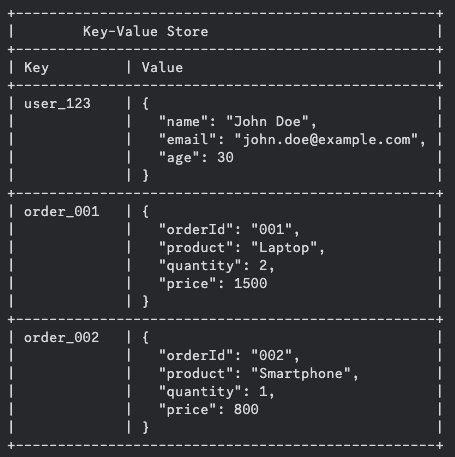 +--------------------------------------------------+
|        Key-Value Store                           |
+--------------------------------------------------+
| Key         | Value                              |
+--------------------------------------------------+
| user_123    | {                                  |
|             |   "name": "John Doe",              |
|             |   "email": "john.doe@example.com", |
|             |   "age": 30                        |
|             | }                                  |
+--------------------------------------------------+
| order_001   | {                                  |
|             |   "orderId": "001",                |
|             |   "product": "Laptop",             |
|             |   "quantity": 2,                   |
|             |   "price": 1500                    |
|             | }                                  |
+--------------------------------------------------+
| order_002   | {                                  |
|             |   "orderId": "002",                |
|             |   "product": "Smartphone",         |
|             |   "quantity": 1,                   |
|             |   "price": 800                     |
|             | }                                  |
+--------------------------------------------------+